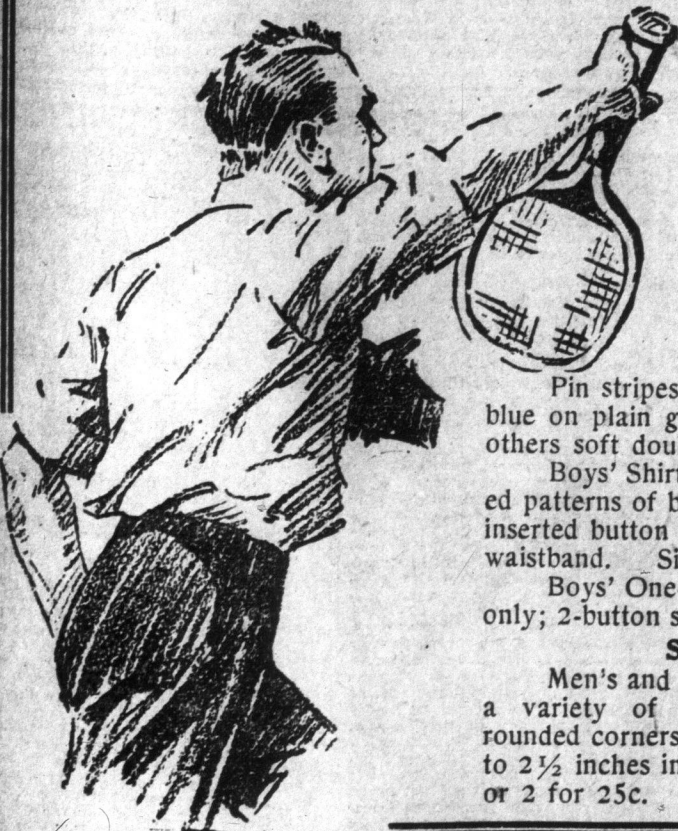 Pin stripes
blue on plain g
others soft dou
Boys' Shirt
ed patterns of b
inserted button
waistband. Si
Boys' One
only; 2-button s
S
Men's and
a variety of
rounded corners
to 2½ inches in
or 2 for 25c.